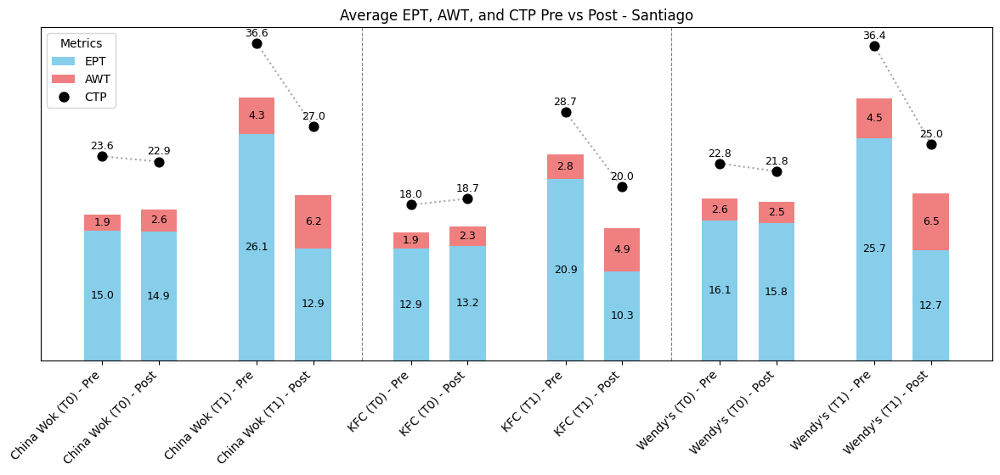 Average EPT, AWT, and CTP Pre vs Post - Santiago
Metrics
EPT
AWT
CTP
23.6
22.9
36.6
27.0
18.0
18.7
28.7
20.0
22.8
21.8
36.4
25.0
1.9
2.6
4.3
6.2
1.9
2.3
2.8
4.9
2.6
2.5
4.5
6.5
15.0
14.9
26.1
12.9
12.9
13.2
20.9
10.3
16.1
15.8
25.7
12.7
China Wok (T0) - Pre
China Wok (T0) - Post
China Wok (T1) - Pre
China Wok (T1) - Post
KFC (T0) - Pre
KFC (T0) - Post
KFC (T1) - Pre
KFC (T1) - Post
Wendy's (T0) - Pre
Wendy's (T0) - Post
Wendy's (T1) - Pre
Wendy's (T1) - Post